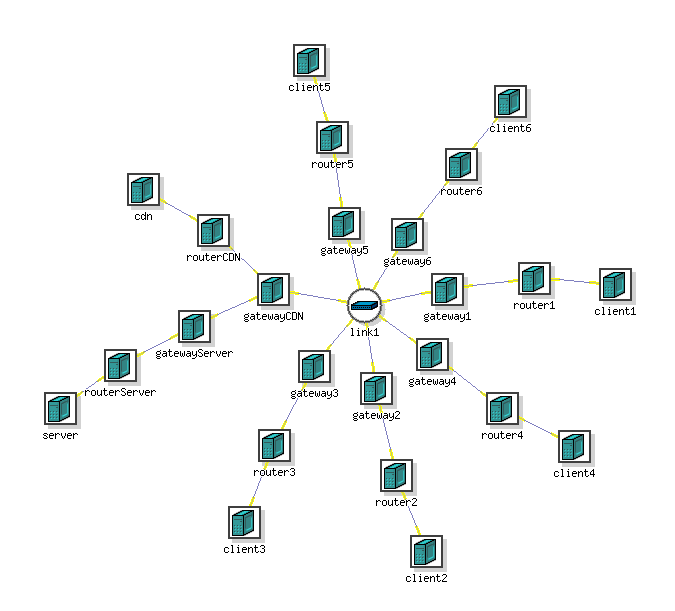 client5
client6
router5
router6
cdn
gateway5
routerCDN
gateway6
router1
client1
gatewayCDN
gateway1
link1
gatewayServer
gateway4
routerServer
gateway3
gateway2
server
router4
router3
client4
router2
client3
client2